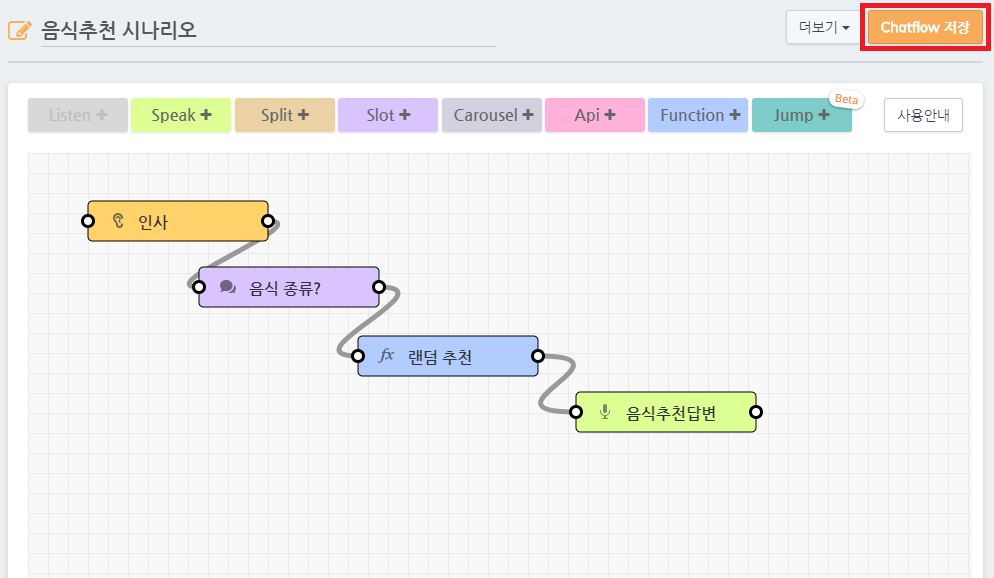 음식추천 시나리오
더보기
Chatflow 저장
Listen +
Speak +
Split +
Slot +
Carousel +
Api +
Function +
Jump +
Beta
사용안내
인사
음식 종류?
fx 랜덤 추천
음식추천답변